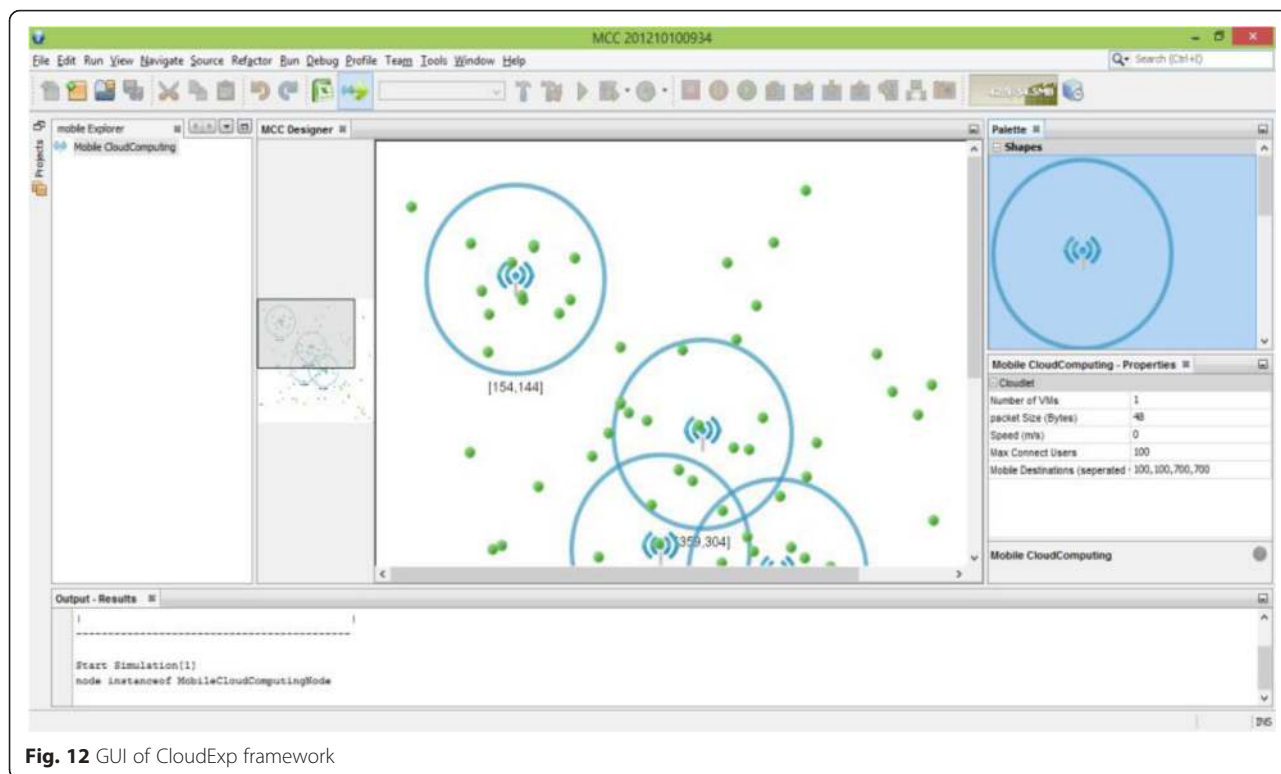 MCC 201210100934
File Edit Run View Navigate Source Refactor Run Debug Profile Team Tools Window Help
Search (Ctrl+I)
Projects
mobile Explorer
Mobile CloudComputing
MCC Designer
[154,144]
359,304]
Palette
Shapes
Mobile CloudComputing - Properties
Cloudlet
Number of VMs 1
packet Size (Bytes) 48
Speed (m/s) 0
Max Connect Users 100
Mobile Destinations (seperated 100,100,700,700
Mobile CloudComputing
Output - Results
Start Simulation[1]
node instanceof MobileCloudComputingNode
INS
Fig. 12 GUI of CloudExp framework